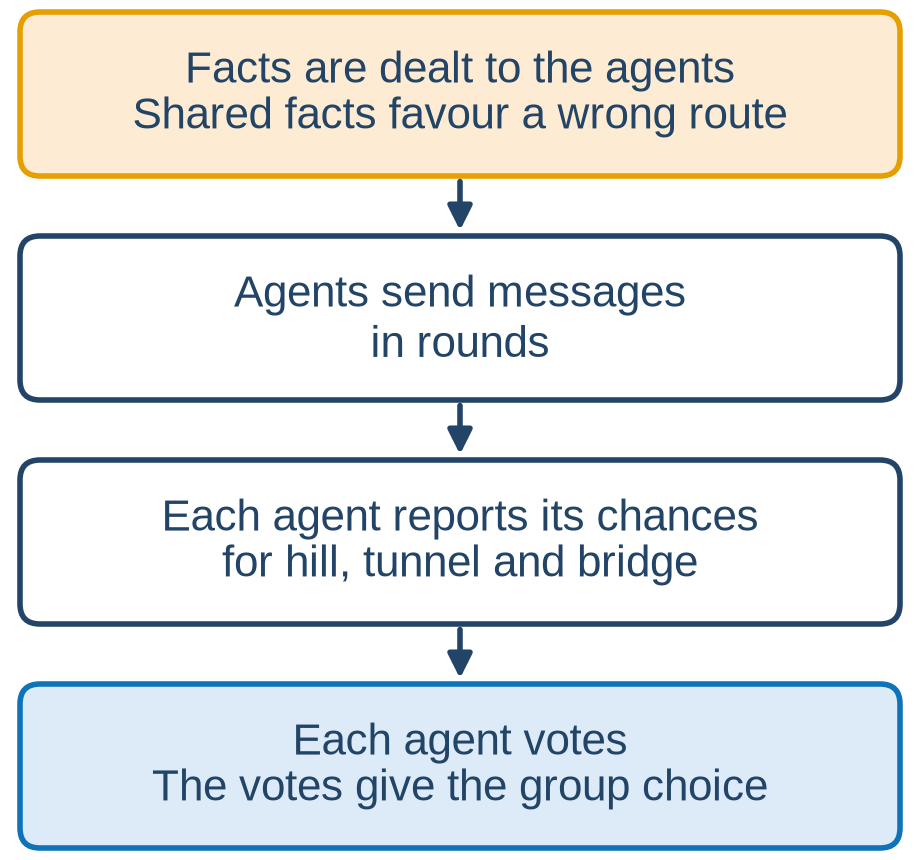 Facts are dealt to the agents
Shared facts favour a wrong route
Agents send messages
in rounds
Each agent reports its chances
for hill, tunnel and bridge
Each agent votes
The votes give the group choice